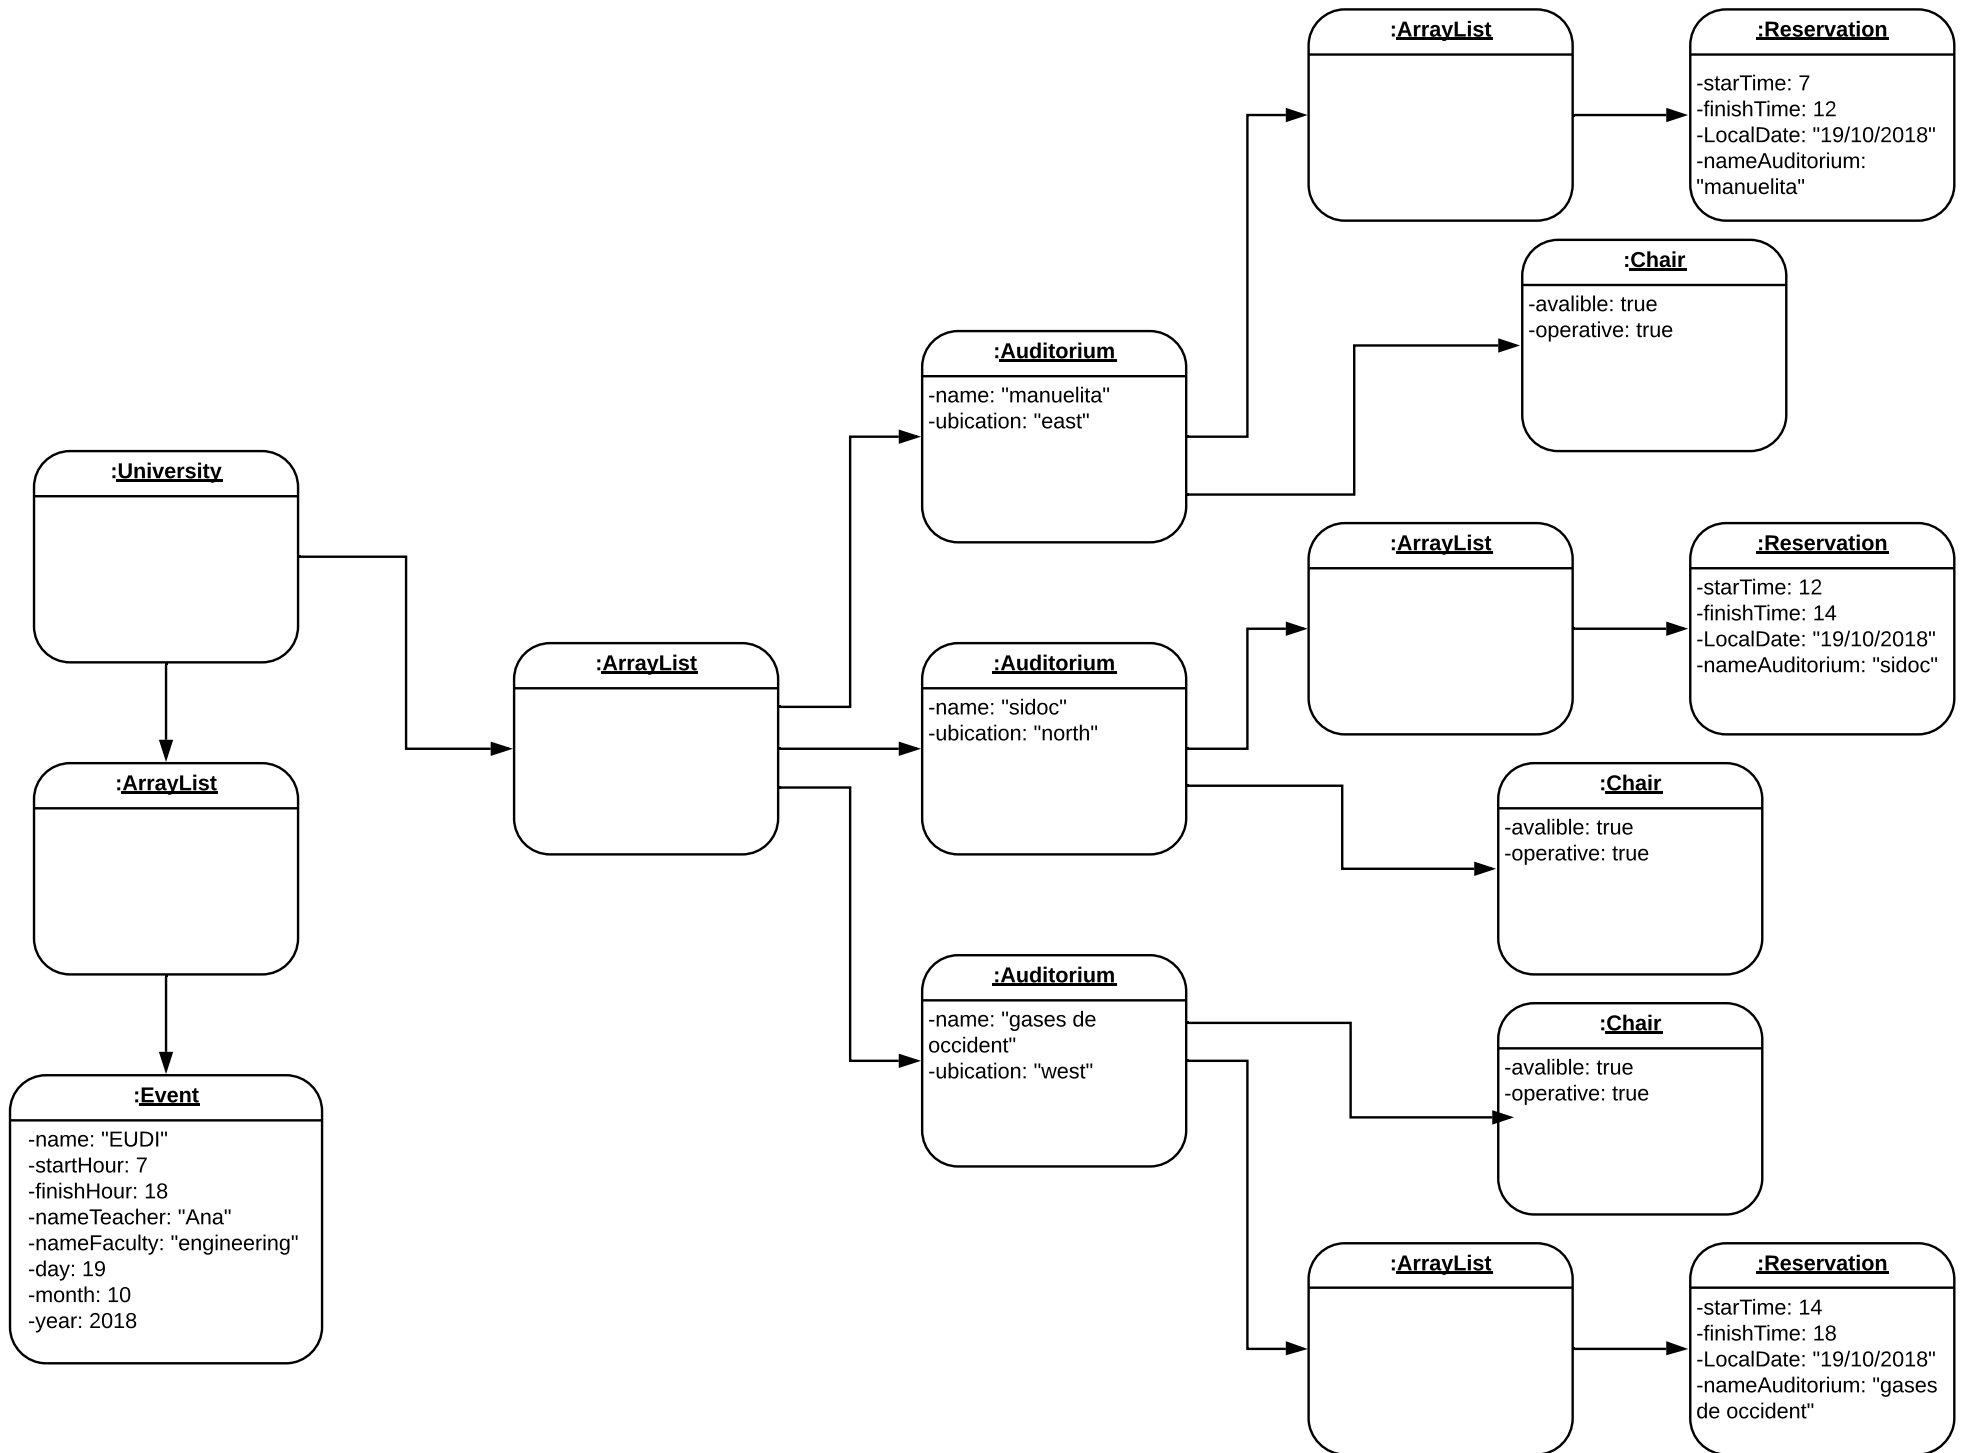 :ArrayList
:Reservation
-starTime: 7
-finishTime: 12
-LocalDate: "19/10/2018"
-nameAuditorium:
"manuelita"
:Chair
-avalible: true
-operative: true
:Auditorium
-name: "manuelita"
-ubication: "east"
:University
:ArrayList
:Reservation
-starTime: 12
-finishTime: 14
-LocalDate: "19/10/2018"
-nameAuditorium: "sidoc"
:ArrayList
:Auditorium
-name: "sidoc"
-ubication: "north"
:ArrayList
:Chair
-avalible: true
-operative: true
:Auditorium
-name: "gases de
occident"
-ubication: "west"
:Chair
-avalible: true
-operative: true
:Event
-name: "EUDI"
-startHour: 7
-finishHour: 18
-nameTeacher: "Ana"
-nameFaculty: "engineering"
-day: 19
-month: 10
-year: 2018
:ArrayList
:Reservation
-starTime: 14
-finishTime: 18
-LocalDate: "19/10/2018"
-nameAuditorium: "gases
de occident"